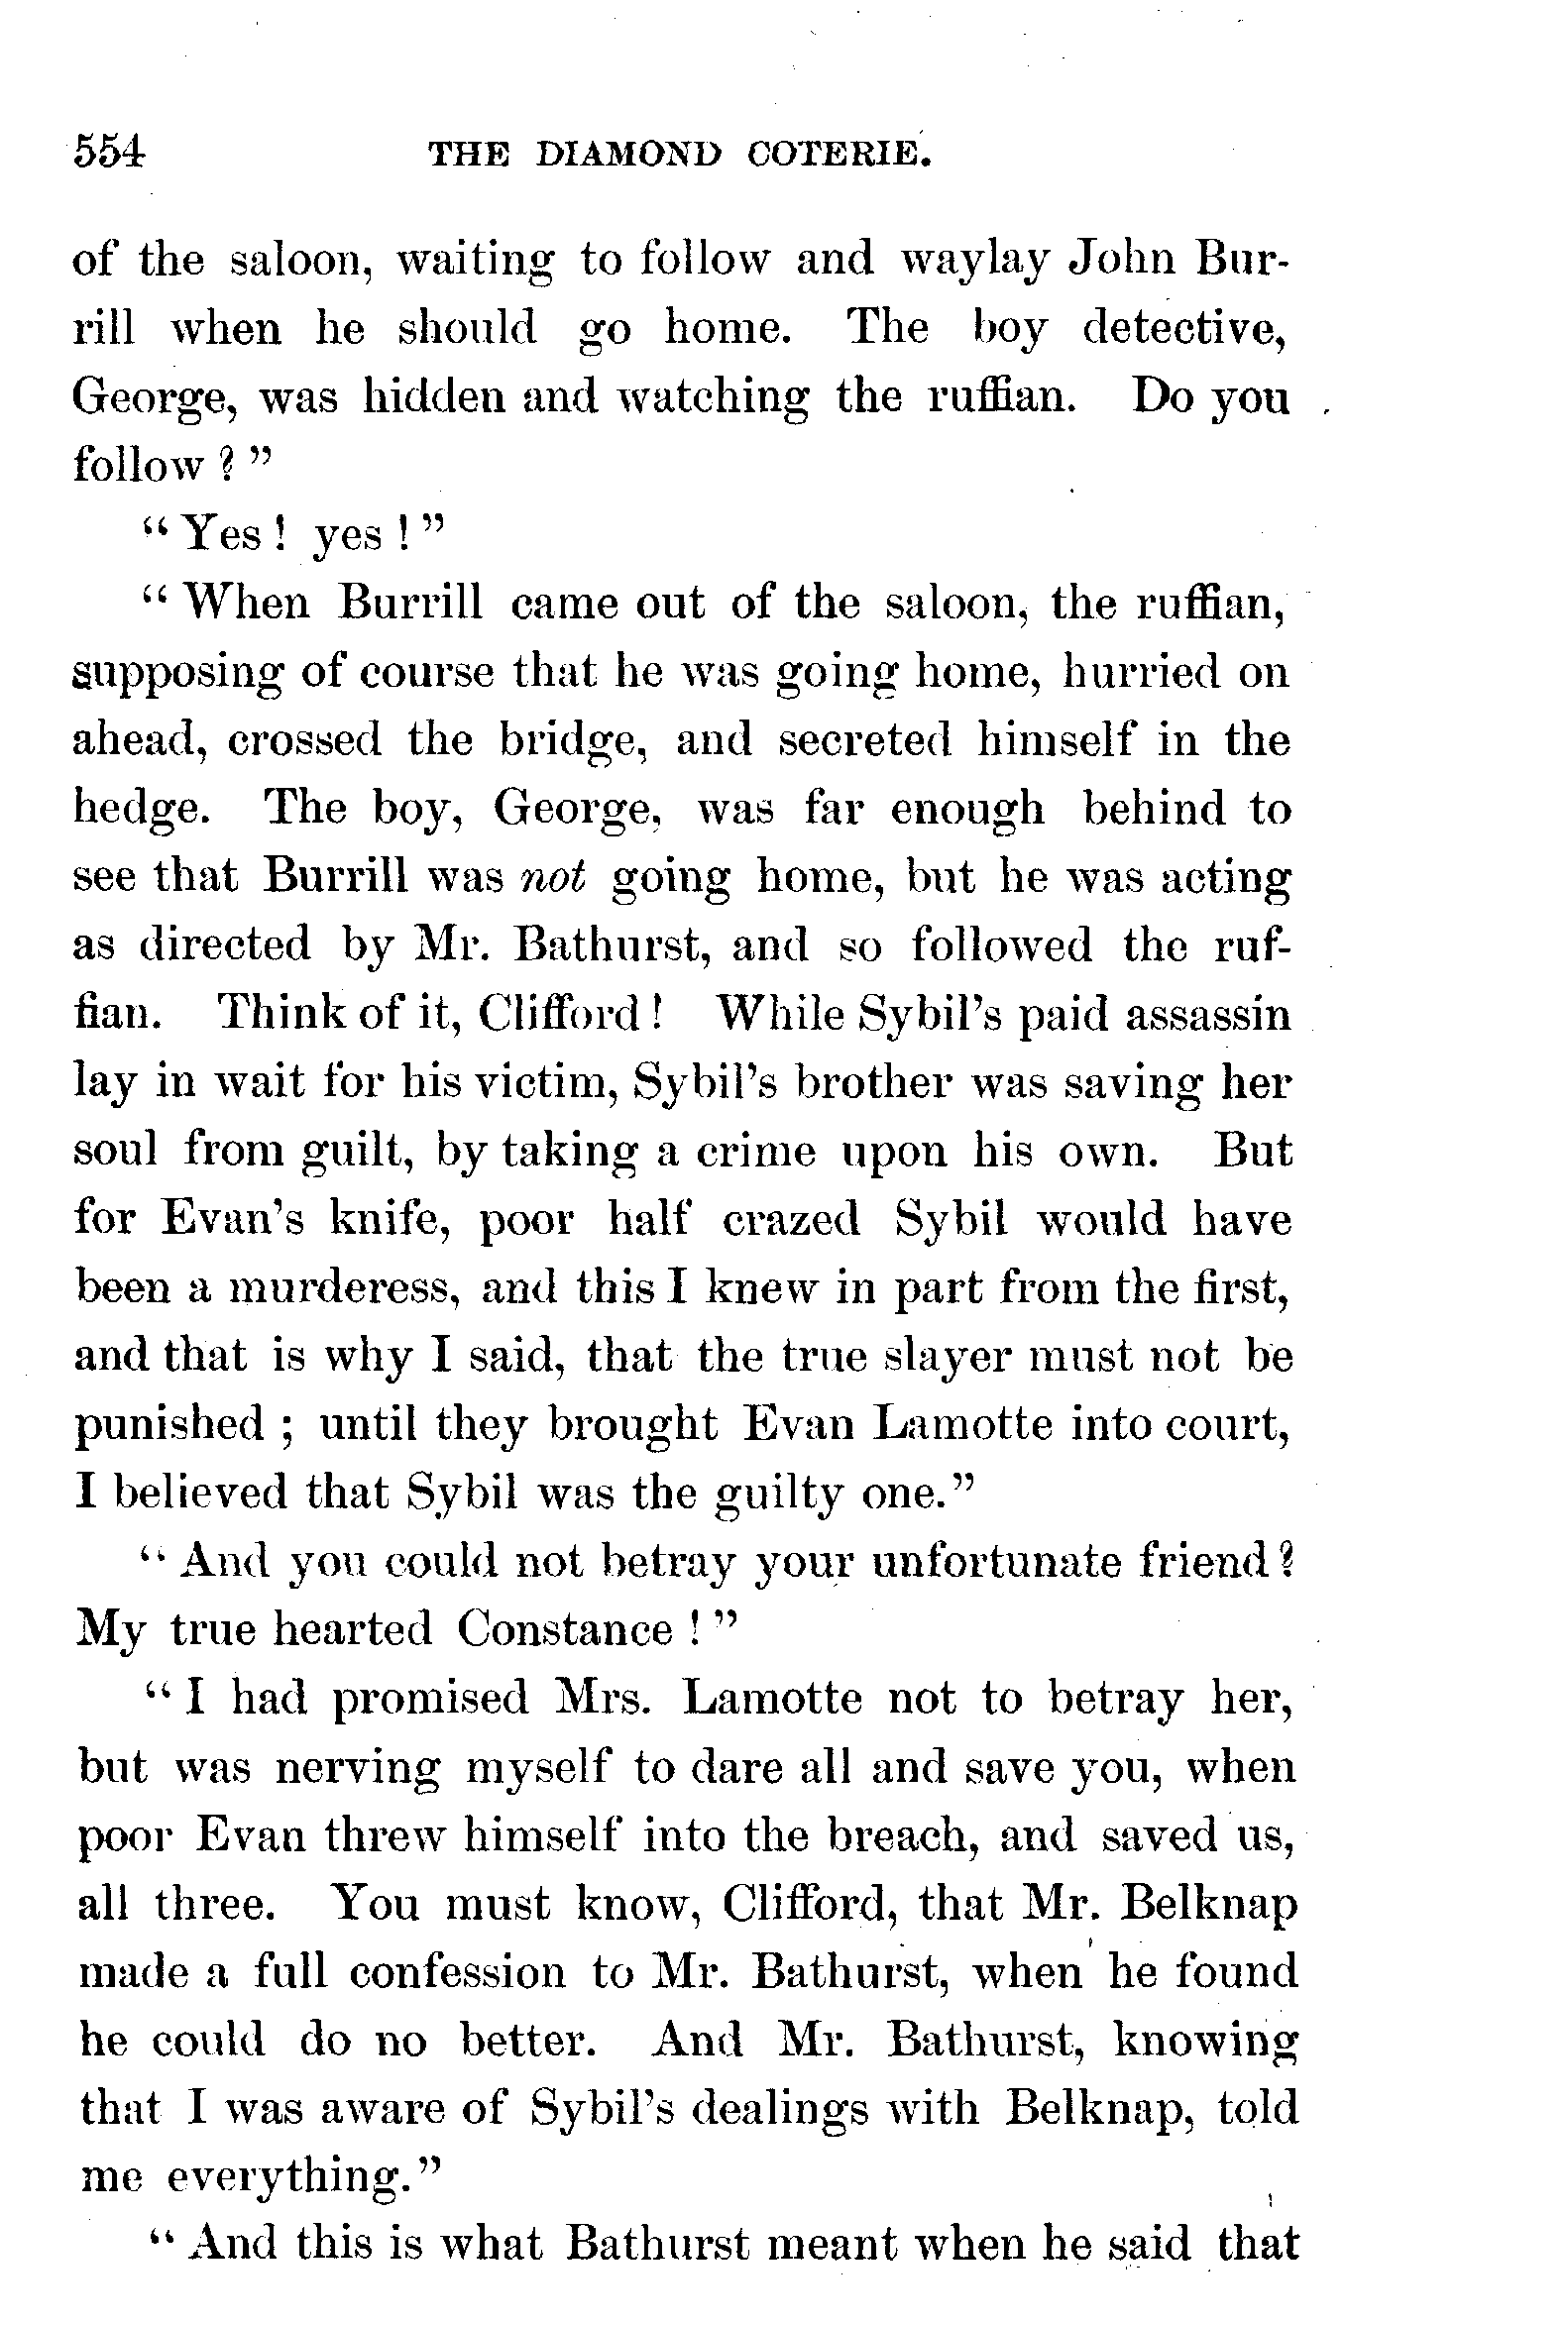 554 THE DIAMOND COTERIE.
of the saloon, waiting to follow and waylay John Bur-
rill when he should go home. The boy detective,
George, was hidden and watching the ruffian. Do you
follow ? ”
“ Yes ! yes ! ”
“ When Burrill came out of the saloon, the ruffian,
supposing of course that he was going home, hurried on
ahead, crossed the bridge, and secreted himself in the
hedge. The boy, George, was far enough behind to
see that Burrill was not going home, but he was acting
as directed by Mr. Bathurst, and so followed the ruf-
fian. Think of it, Clifford ! While Sybil’s paid assassin
lay in wait for his victim, Sybil’s brother was saving her
soul from guilt, by taking a crime upon his own. But
for Evan’s knife, poor half crazed Sybil would have
been a murderess, and this I knew in part from the first,
and that is why I said, that the true slayer must not be
punished ; until they brought Evan Lamotte into court,
I believed that Sybil was the guilty one.”
“ And you could not betray your unfortunate friend ?
My true hearted Constance ! ”
“ I had promised Mrs. Lamotte not to betray her,
but was nerving myself to dare all and save you, when
poor Evan threw himself into the breach, and saved us,
all three. You must know, Clifford, that Mr. Belknap
made a full confession to Mr. Bathurst, when he found
he could do no better. And Mr. Bathurst, knowing
that I was aware of Sybil’s dealings with Belknap, told
me everything.”
“ And this is what Bathurst meant when he said that